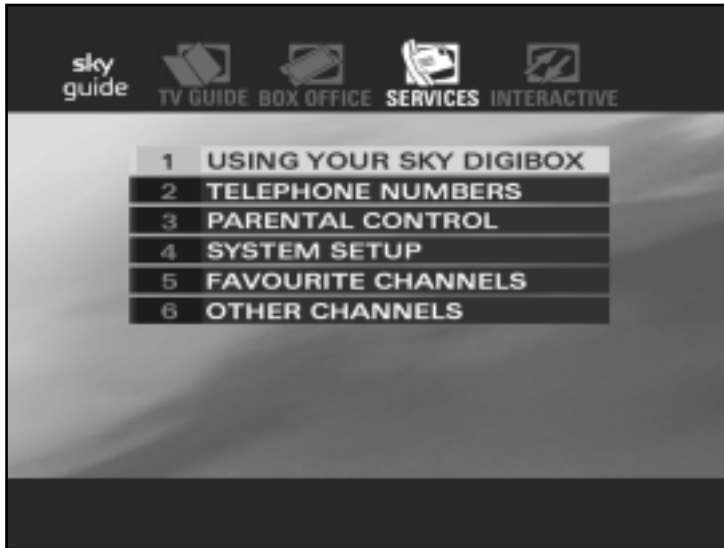 sky
guide
TV GUIDE BOX OFFICE SERVICES INTERACTIVE
1 USING YOUR SKY DIGIBOX
2 TELEPHONE NUMBERS
3 PARENTAL CONTROL
4 SYSTEM SETUP
5 FAVOURITE CHANNELS
6 OTHER CHANNELS